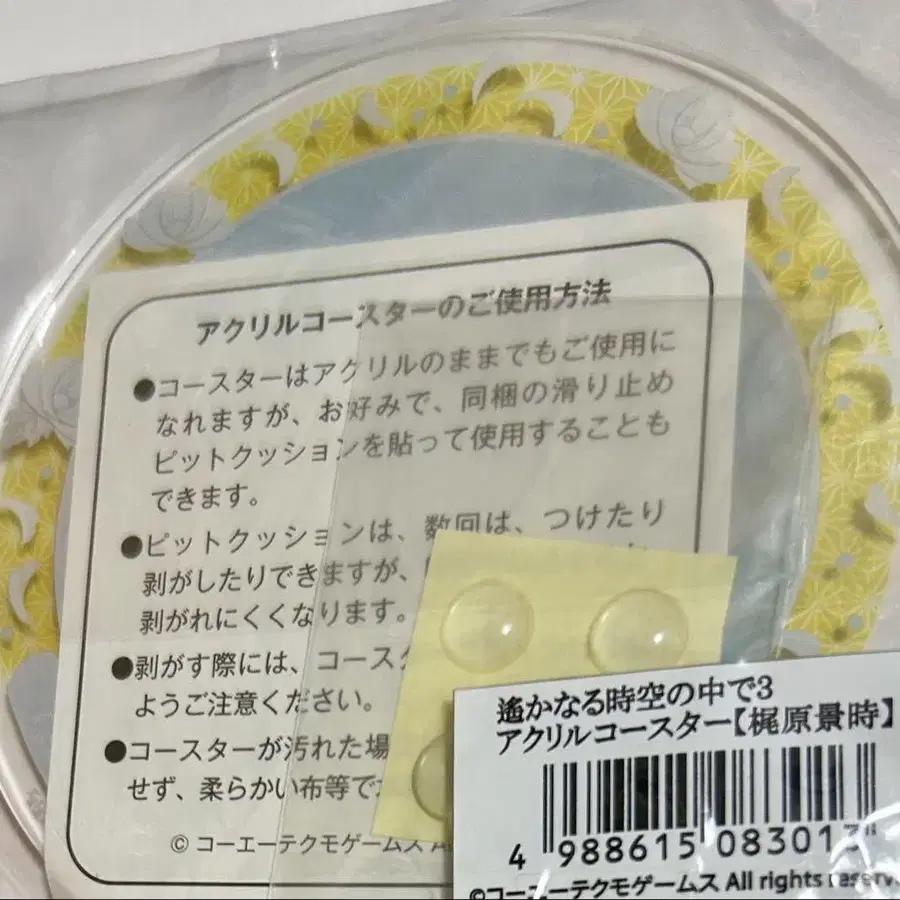 アクリルコースターのご使用方法
●コースターはアクリルのままでもご使用に
なれますが、お好みで、同梱の滑り止め
ピットクッションを貼って使用することも
できます。
●ピットクッションは、数回は、つけたり
剥がしたりできますが、
剥がれにくくなります。
●剥がす際には、コースタ
ようご注意ください。
●コースターが汚れた場
せず、柔らかい布等で
© コーエーテクモゲームス A
遙かなる時空の中で3
アクリルコースター【梶原景時】
4 988615 083013
©コーエーテクモゲームス All rights reserv